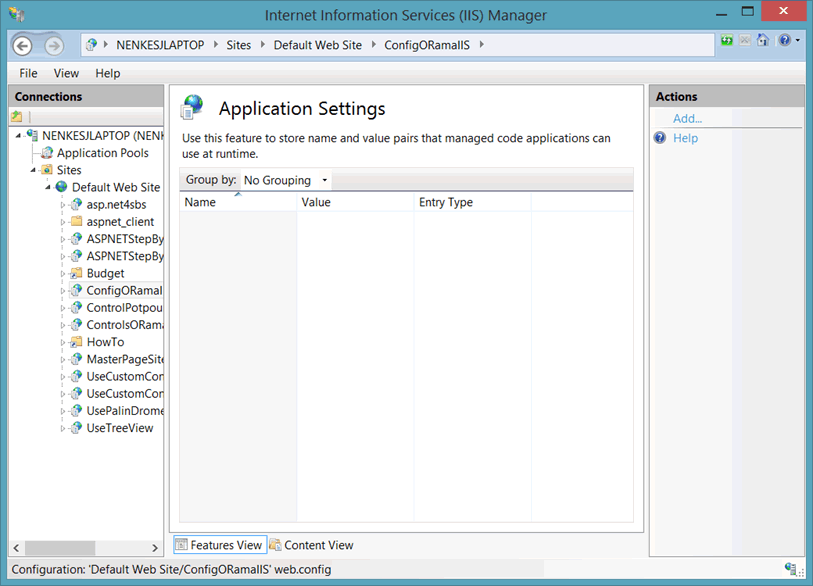 Internet Information Services (IIS) Manager
NENKESJLAPTOP Sites Default Web Site ConfigORamaIIS
File View Help
Connections
NENKESJLAPTOP (NENK
Application Pools
Sites
Default Web Site
asp.net4sbs
aspnet_client
ASPNETStepBy
ASPNETStepBy
Budget
ConfigORamaI
ControlPotpou
ControlsORama
HowTo
MasterPageSite
UseCustomCon
UseCustomCon
UsePalinDrome
UseTreeView
Application Settings
Use this feature to store name and value pairs that managed code applications can
use at runtime.
Group by: No Grouping
Name Value Entry Type
Features View Content View
Actions
Add...
Help
Configuration: 'Default Web Site/ConfigORamaIIS' web.config